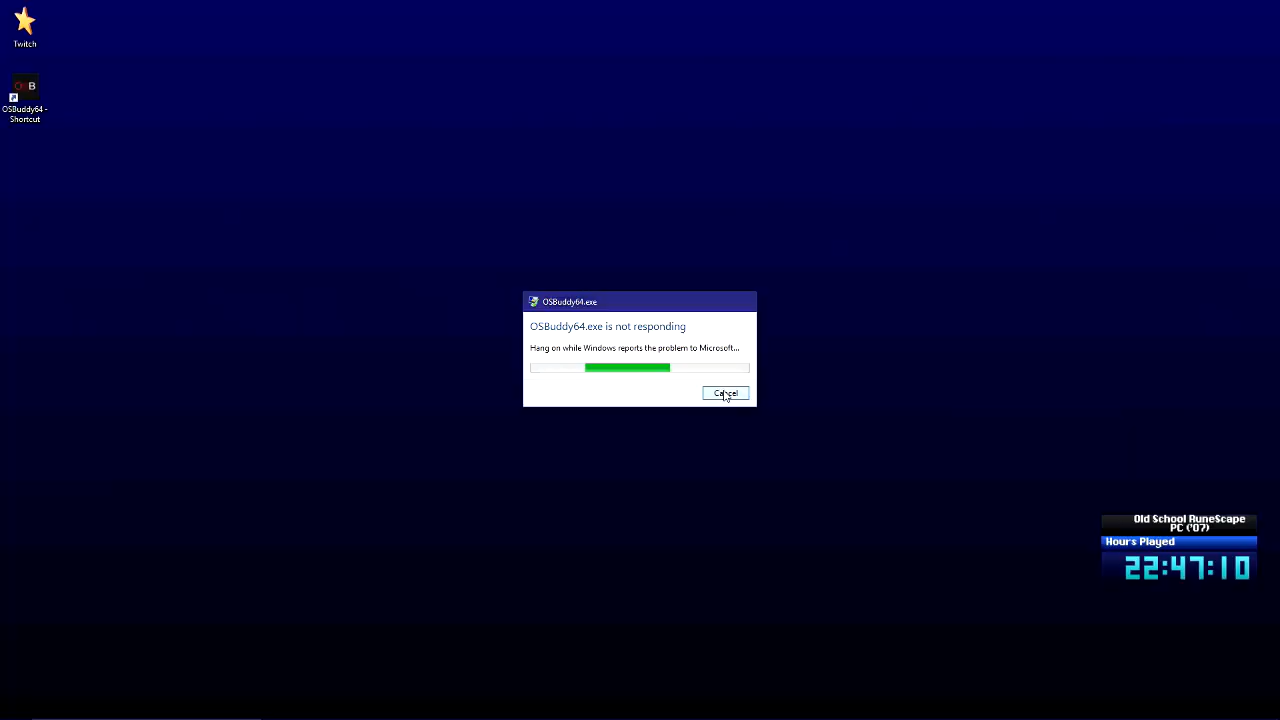 Twitch
OSB
OSBuddy64 -
Shortcut
OSBuddy64.exe
OSBuddy64.exe is not responding
Hang on while Windows reports the problem to Microsoft...
Cancel
Old School RuneScape
PC ('07)
Hours Played
22:47:10